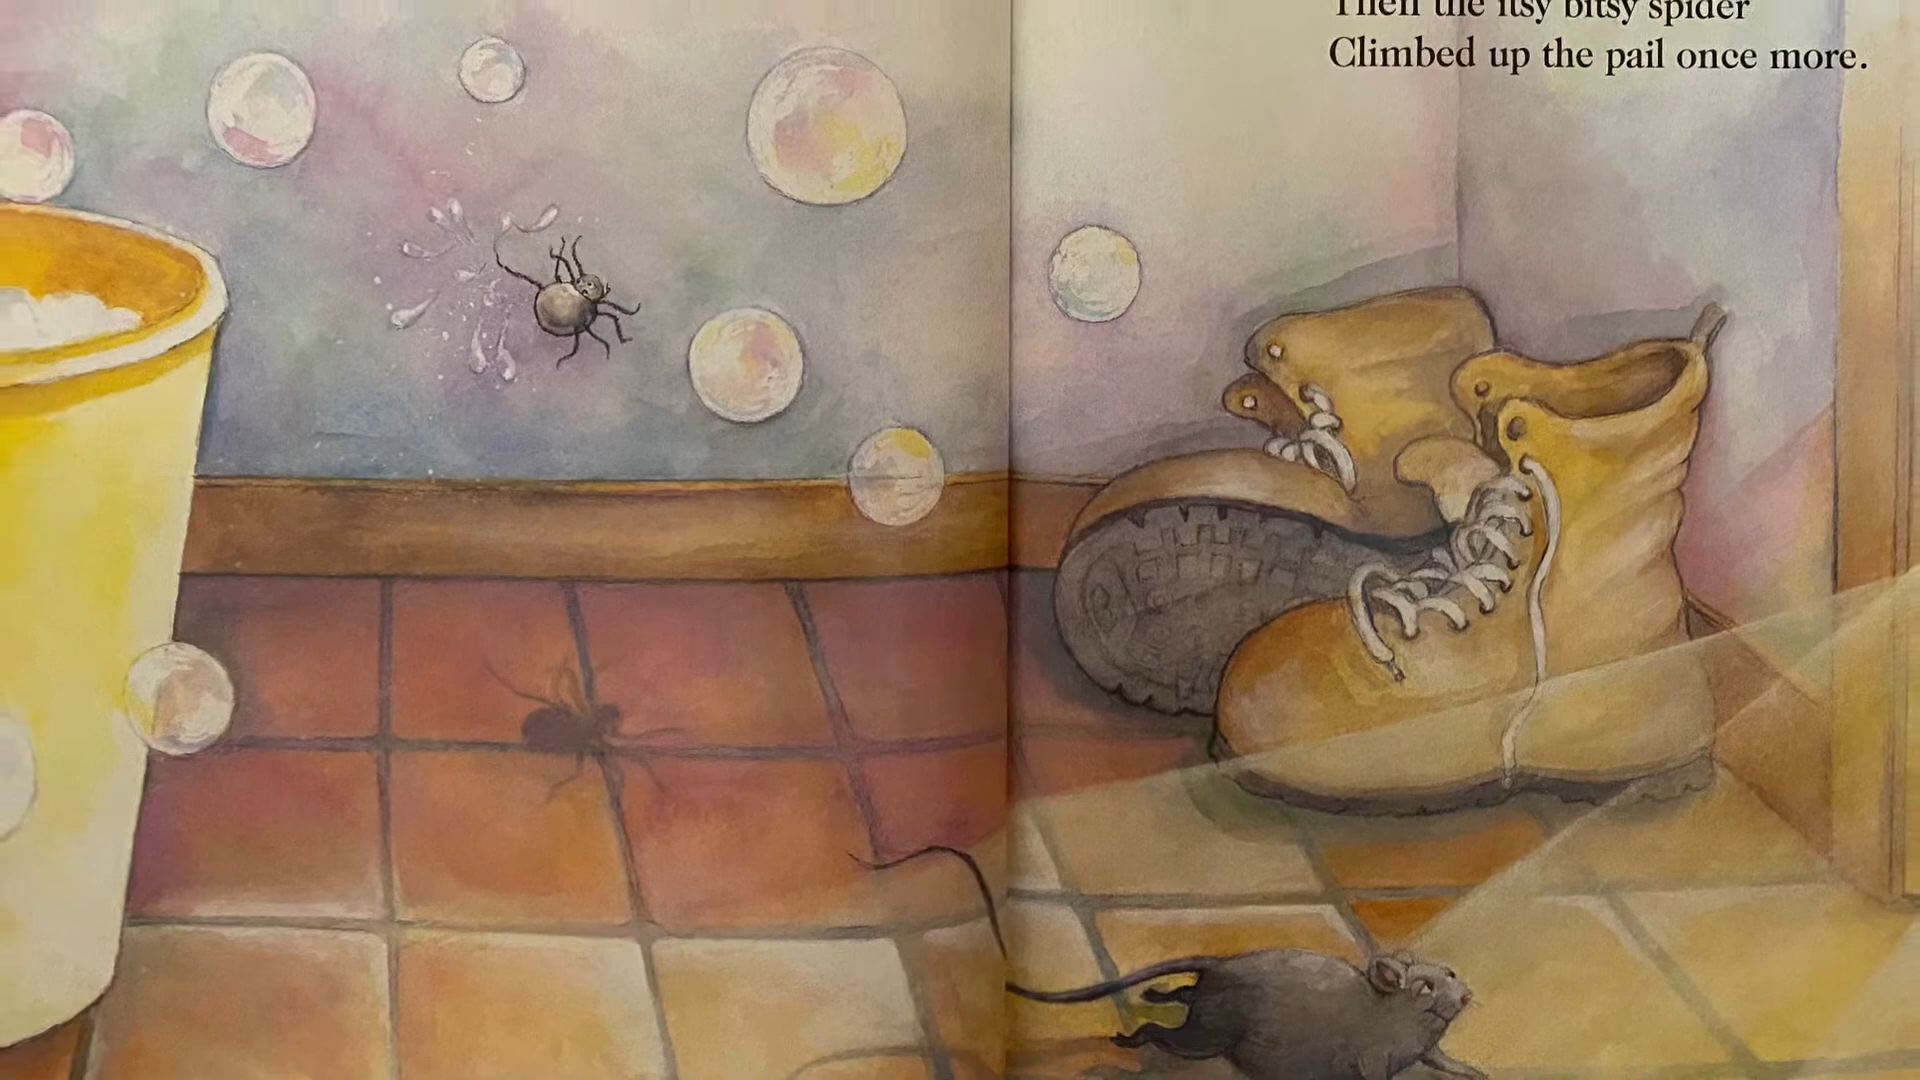 Then the itsy bitsy spider
Climbed up the pail once more.